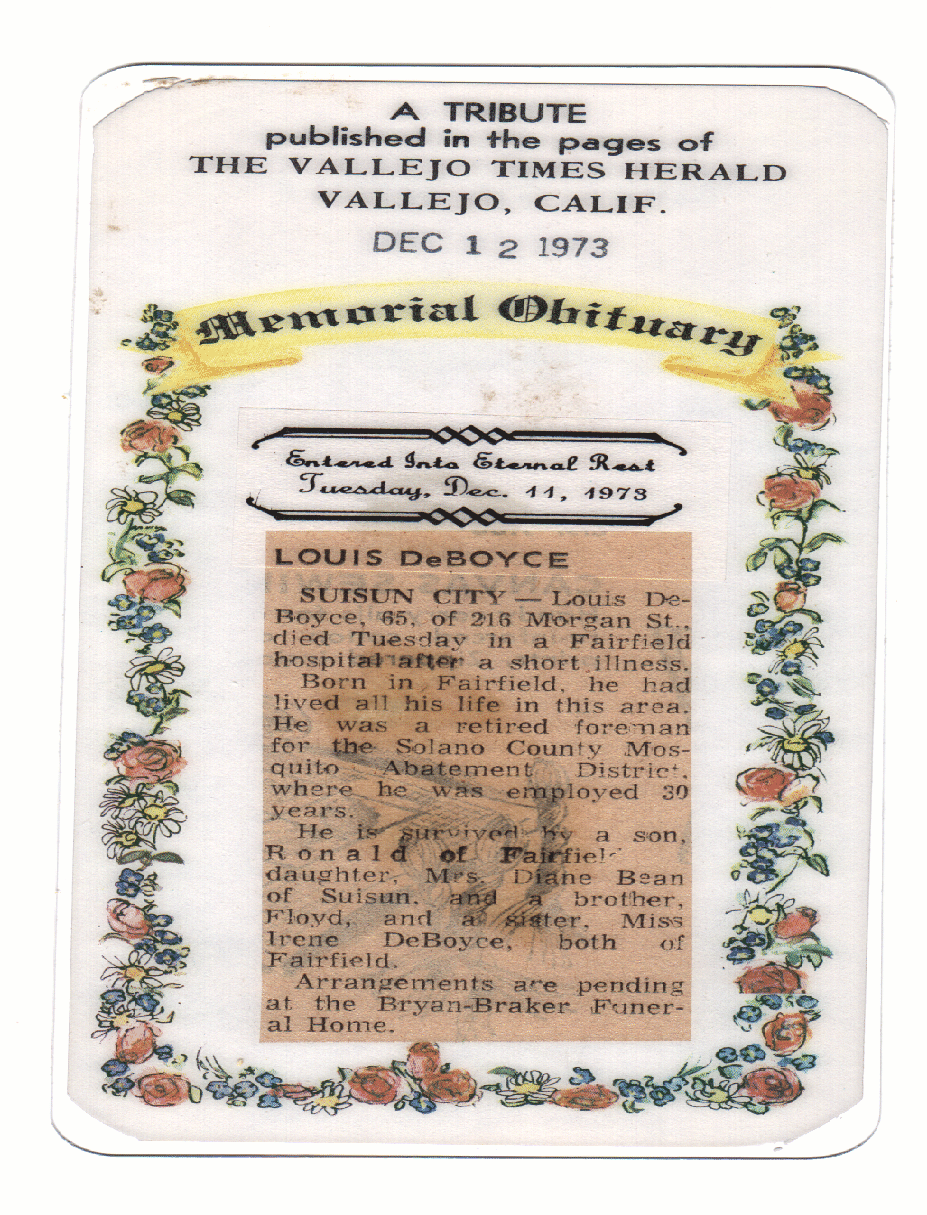 A TRIBUTE
published in the pages of
THE VALLEJO TIMES HERALD
VALLEJO, CALIF.
DEC 1 2 1973
Memorial Obituary
Entered Into Eternal Rest
Tuesday, Dec. 11, 1973
LOUIS DeBOYCE
SUISUN CITY — Louis De-
Boyce, 65, of 216 Morgan St.,
died Tuesday in a Fairfield
hospital after a short illness.
Born in Fairfield, he had
lived all his life in this area.
He was a retired foreman
for the Solano County Mos-
quito Abatement District,
where he was employed 30
years.
He is survived by a son,
Ronald of Fairfield
daughter, Mrs. Diane Bean
of Suisun, and a brother,
Floyd, and a sister, Miss
Irene DeBoyce, both of
Fairfield.
Arrangements are pending
at the Bryan-Braker Funer-
al Home.